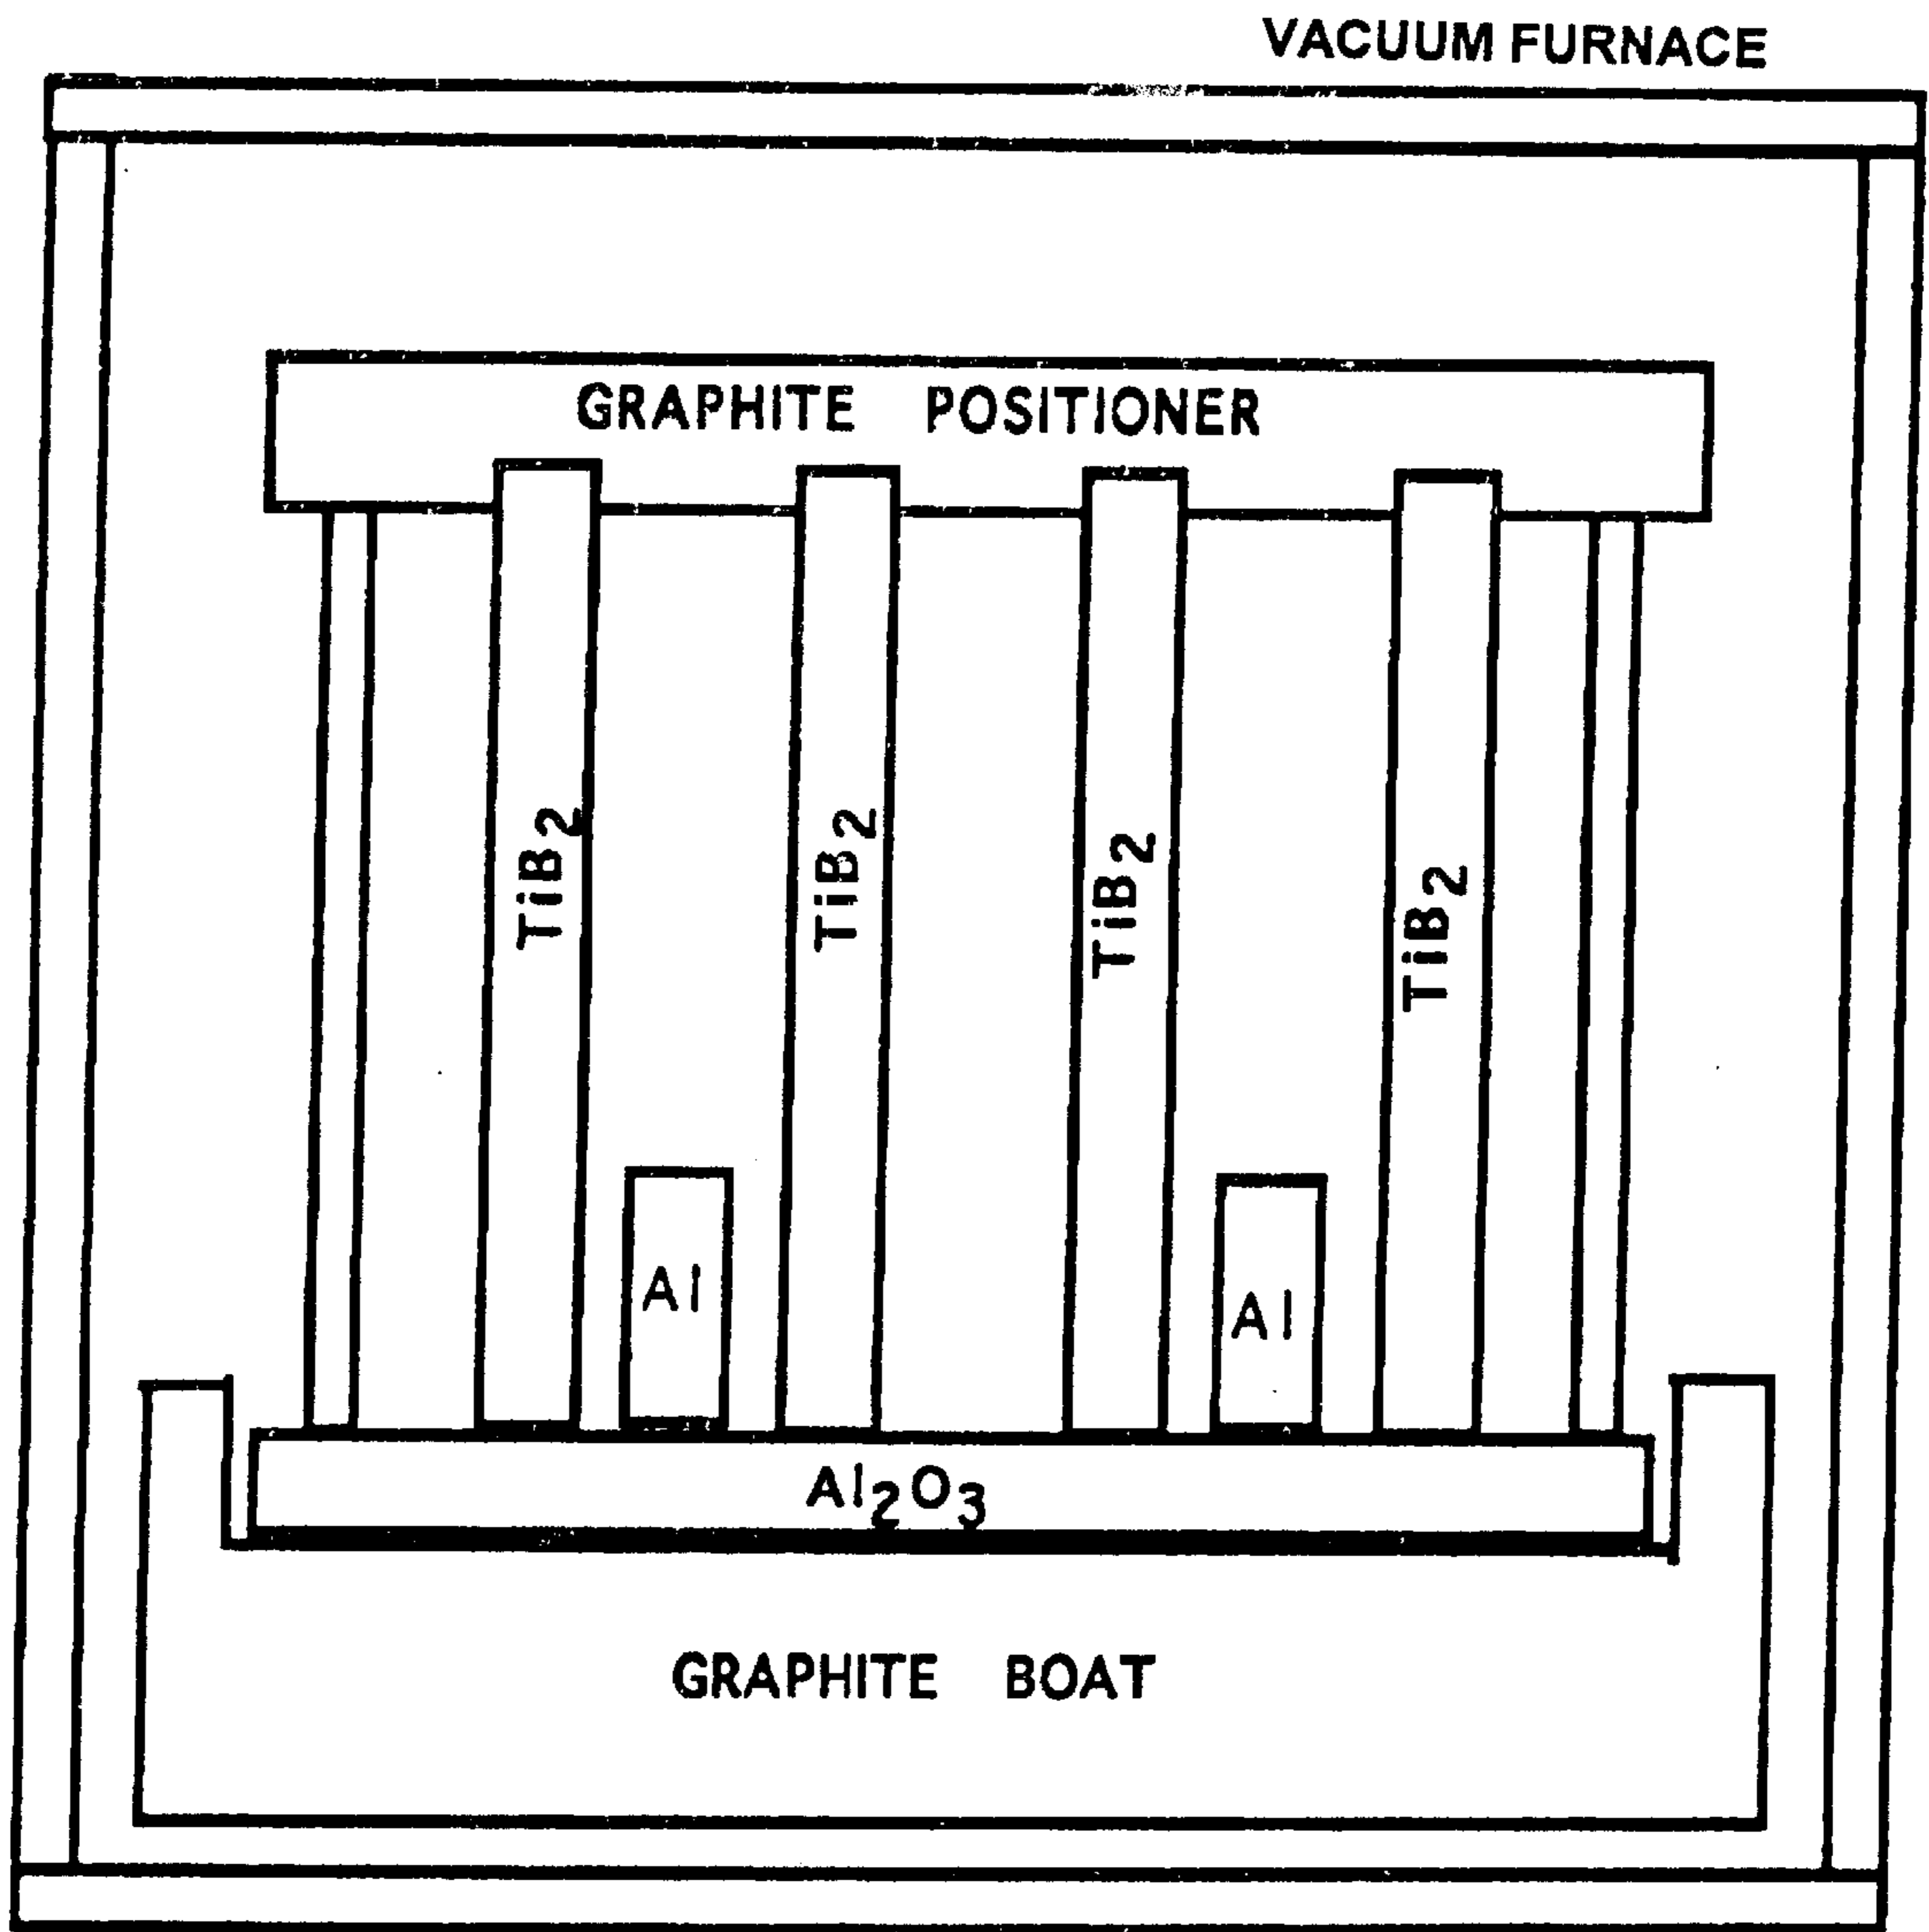 VACUUM FURNACE
GRAPHITE POSITIONER
TiB2
TiB2
TiB2
TiB2
Al
Al
Al2O3
GRAPHITE BOAT